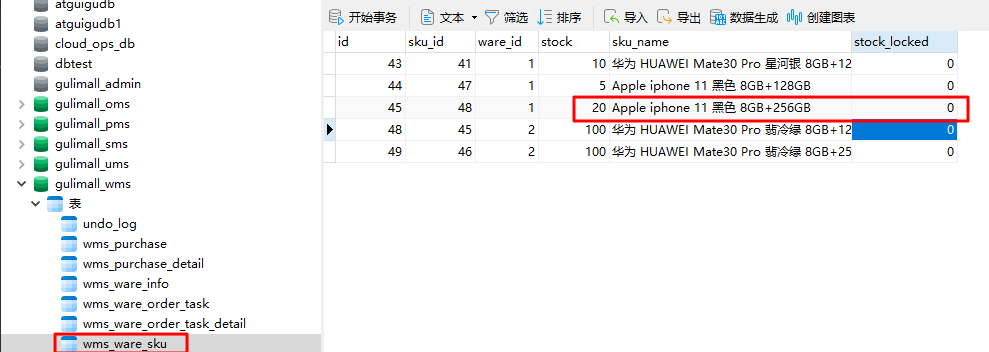 atguigudb
atguigudb1
cloud_ops_db
dbtest
gulimall_admin
gulimall_oms
gulimall_pms
gulimall_sms
gulimall_ums
gulimall_wms
表
undo_log
wms_purchase
wms_purchase_detail
wms_ware_info
wms_ware_order_task
wms_ware_order_task_detail
wms_ware_sku
开始事务 文本 筛选 排序 导入 导出 数据生成 创建图表
id sku_id ware_id stock sku_name stock_locked
43 41 1 10 华为 HUAWEI Mate30 Pro 星河银 8GB+12 0
44 47 1 5 Apple iphone 11 黑色 8GB+128GB 0
45 48 1 20 Apple iphone 11 黑色 8GB+256GB 0
48 45 2 100 华为 HUAWEI Mate30 Pro 翡冷绿 8GB+12 0
49 46 2 100 华为 HUAWEI Mate30 Pro 翡冷绿 8GB+25 0